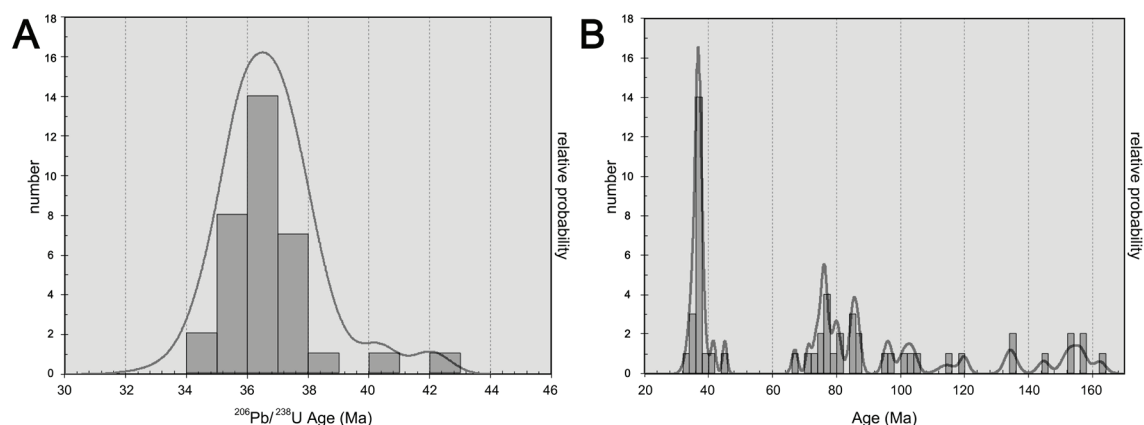 A
18
16
14
12
10
8
6
4
2
0
number
relative probability
30 32 34 36 38 40 42 44 46
²⁰⁶Pb/²³⁸U Age (Ma)
B
18
16
14
12
10
8
6
4
2
0
number
relative probability
20 40 60 80 100 120 140 160
Age (Ma)